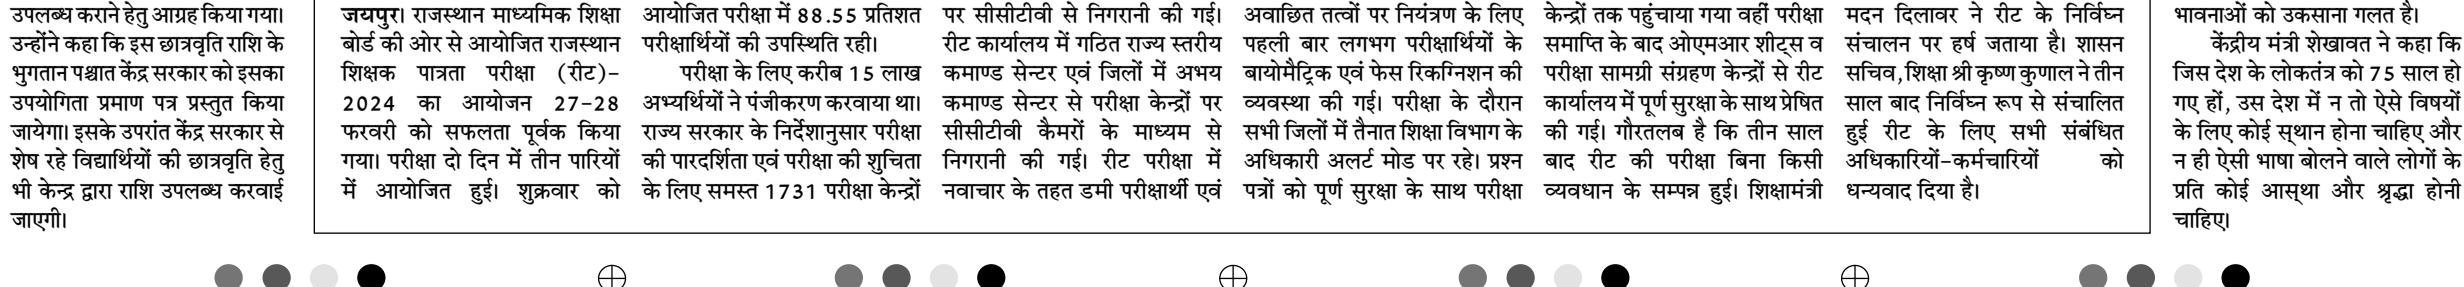 उपलब्ध कराने हेतु आग्रह किया गया।
उन्होंने कहा कि इस छात्रवृति राशि के
भुगतान पश्चात केंद्र सरकार को इसका
उपयोगिता प्रमाण पत्र प्रस्तुत किया
जायेगा। इसके उपरांत केंद्र सरकार से
शेष रहे विद्यार्थियों की छात्रवृति हेतु
भी केन्द्र द्वारा राशि उपलब्ध करवाई
जाएगी।
जयपुर। राजस्थान माध्यमिक शिक्षा
बोर्ड की ओर से आयोजित राजस्थान
शिक्षक पात्रता परीक्षा (रीट)-
2024 का आयोजन 27-28
फरवरी को सफलता पूर्वक किया
गया। परीक्षा दो दिन में तीन पारियों
में आयोजित हुई। शुक्रवार को
आयोजित परीक्षा में 88.55 प्रतिशत
परीक्षार्थियों की उपस्थिति रही।
परीक्षा के लिए करीब 15 लाख
अभ्यर्थियों ने पंजीकरण करवाया था।
राज्य सरकार के निर्देशानुसार परीक्षा
की पारदर्शिता एवं परीक्षा की शुचिता
के लिए समस्त 1731 परीक्षा केन्द्रों
पर सीसीटीवी से निगरानी की गई।
रीट कार्यालय में गठित राज्य स्तरीय
कमाण्ड सेन्टर एवं जिलों में अभय
कमाण्ड सेन्टर से परीक्षा केन्द्रों पर
सीसीटीवी कैमरों के माध्यम से
निगरानी की गई। रीट परीक्षा में
नवाचार के तहत डमी परीक्षार्थी एवं
अवाछित तत्वों पर नियंत्रण के लिए
पहली बार लगभग परीक्षार्थियों के
बायोमैट्रिक एवं फेस रिकग्निशन की
व्यवस्था की गई। परीक्षा के दौरान
सभी जिलों में तैनात शिक्षा विभाग के
अधिकारी अलर्ट मोड पर रहे। प्रश्न
पत्रों को पूर्ण सुरक्षा के साथ परीक्षा
केन्द्रों तक पहुंचाया गया वहीं परीक्षा
समाप्ति के बाद ओएमआर शीट्स व
परीक्षा सामग्री संग्रहण केन्द्रों से रीट
कार्यालय में पूर्ण सुरक्षा के साथ प्रेषित
की गई। गौरतलब है कि तीन साल
बाद रीट की परीक्षा बिना किसी
व्यवधान के सम्पन्न हुई। शिक्षामंत्री
मदन दिलावर ने रीट के निर्विघ्न
संचालन पर हर्ष जताया है। शासन
सचिव,शिक्षा श्री कृष्ण कुणाल ने तीन
साल बाद निर्विघ्न रूप से संचालित
हुई रीट के लिए सभी संबंधित
अधिकारियों-कर्मचारियों को
धन्यवाद दिया है।
भावनाओं को उकसाना गलत है।
केंद्रीय मंत्री शेखावत ने कहा कि
जिस देश के लोकतंत्र को 75 साल हो
गए हों, उस देश में न तो ऐसे विषयों
के लिए कोई स्थान होना चाहिए और
न ही ऐसी भाषा बोलने वाले लोगों के
प्रति कोई आस्था और श्रृद्धा होनी
चाहिए।